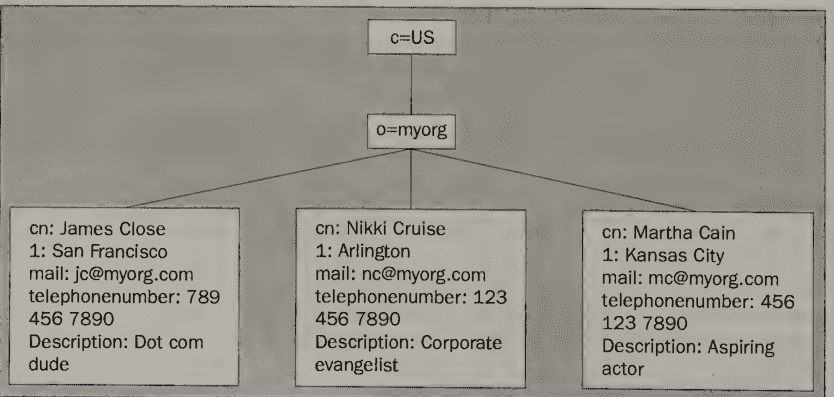 c=US
o=myorg
cn: James Close
1: San Francisco
mail: jc@myorg.com
telephonenumber: 789
456 7890
Description: Dot com
dude
cn: Nikki Cruise
1: Arlington
mail: nc@myorg.com
telephonenumber: 123
456 7890
Description: Corporate
evangelist
cn: Martha Cain
1: Kansas City
mail: mc@myorg.com
telephonenumber: 456
123 7890
Description: Aspiring
actor